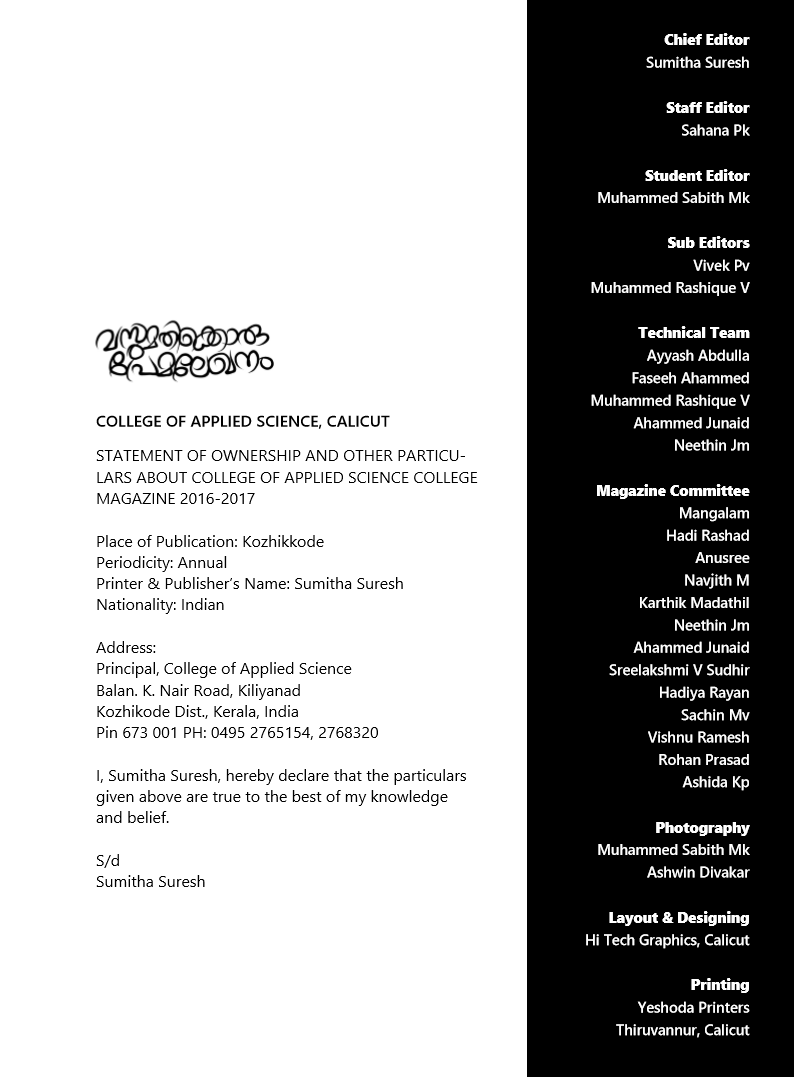 വസുമതിക്കൊരു
പ്രേമലേഖനം
COLLEGE OF APPLIED SCIENCE, CALICUT
STATEMENT OF OWNERSHIP AND OTHER PARTICU-
LARS ABOUT COLLEGE OF APPLIED SCIENCE COLLEGE
MAGAZINE 2016-2017
Place of Publication: Kozhikkode
Periodicity: Annual
Printer & Publisher’s Name: Sumitha Suresh
Nationality: Indian
Address:
Principal, College of Applied Science
Balan. K. Nair Road, Kiliyanad
Kozhikode Dist., Kerala, India
Pin 673 001 PH: 0495 2765154, 2768320
I, Sumitha Suresh, hereby declare that the particulars
given above are true to the best of my knowledge
and belief.
S/d
Sumitha Suresh
Chief Editor
Sumitha Suresh
Staff Editor
Sahana Pk
Student Editor
Muhammed Sabith Mk
Sub Editors
Vivek Pv
Muhammed Rashique V
Technical Team
Ayyash Abdulla
Faseeh Ahammed
Muhammed Rashique V
Ahammed Junaid
Neethin Jm
Magazine Committee
Mangalam
Hadi Rashad
Anusree
Navjith M
Karthik Madathil
Neethin Jm
Ahammed Junaid
Sreelakshmi V Sudhir
Hadiya Rayan
Sachin Mv
Vishnu Ramesh
Rohan Prasad
Ashida Kp
Photography
Muhammed Sabith Mk
Ashwin Divakar
Layout & Designing
Hi Tech Graphics, Calicut
Printing
Yeshoda Printers
Thiruvannur, Calicut